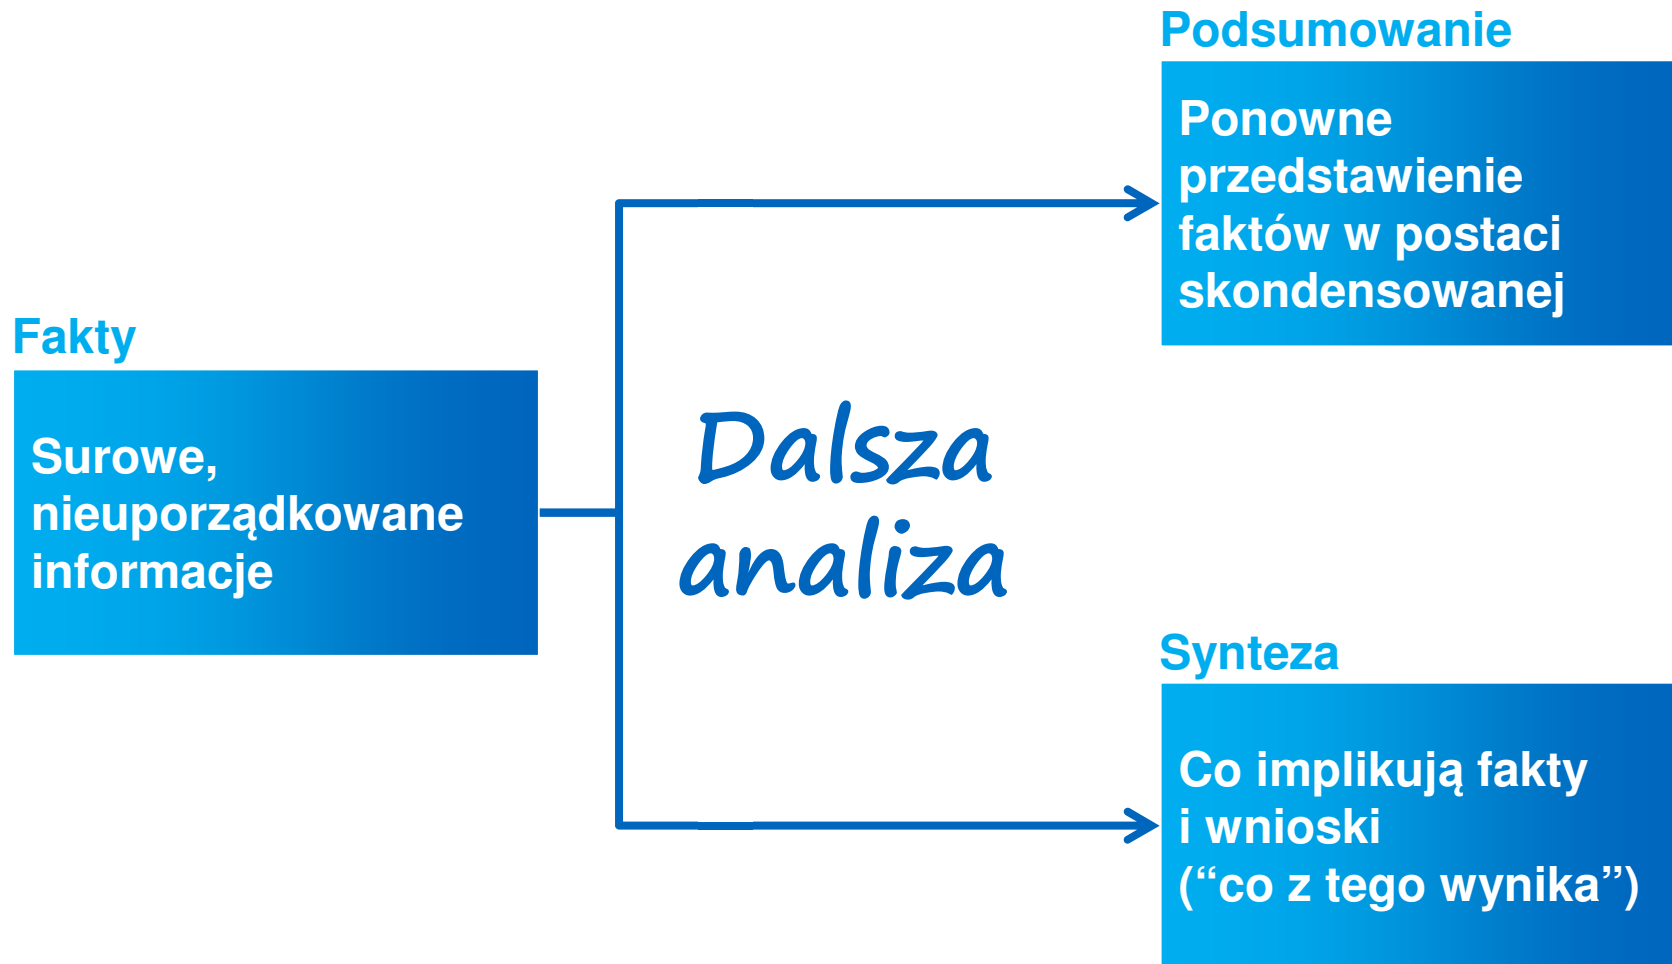 Podsumowanie
Ponowne
przedstawienie
faktów w postaci
skondensowanej
Fakty
Surowe,
nieuporządkowane
informacje
Dalsza
analiza
Synteza
Co implikują fakty
i wnioski
(“co z tego wynika”)